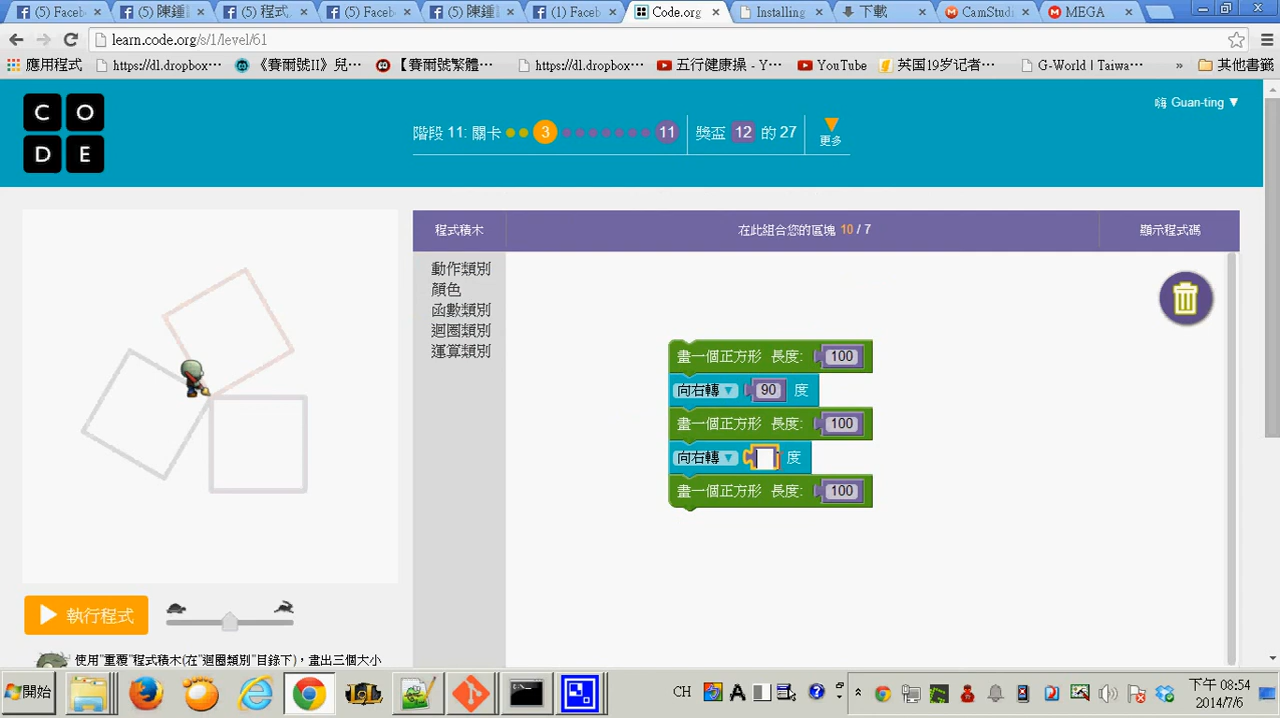 (5) Faceb
(5) 陳鍾
(5) 程式
(5) Faceb
(5) 陳鍾
(1) Faceb
Code.org
Installing
下載
CamStudi
MEGA
learn.code.org/s/1/level/61
應用程式
https://dl.dropbox...
《賽爾號II》兒...
【賽爾號繁體...
https://dl.dropbox...
五行健康操 - Y...
YouTube
英国19岁记者...
G-World l Taiwa...
»
其他書籤
C O
D E
階段 11: 關卡 3 11
獎盃 12 的 27
更多
嗨 Guan-ting ▼
程式積木
在此組合您的區塊 10 / 7
顯示程式碼
動作類別
顏色
函數類別
迴圈類別
運算類別
畫一個正方形 長度: 100
向右轉 ▼ 90 度
畫一個正方形 長度: 100
向右轉 ▼ 度
畫一個正方形 長度: 100
執行程式
使用"重覆"程式積木(在"迴圈類別"目錄下)，畫出三個大小
開始
CH
下午 08:54
2014/7/6